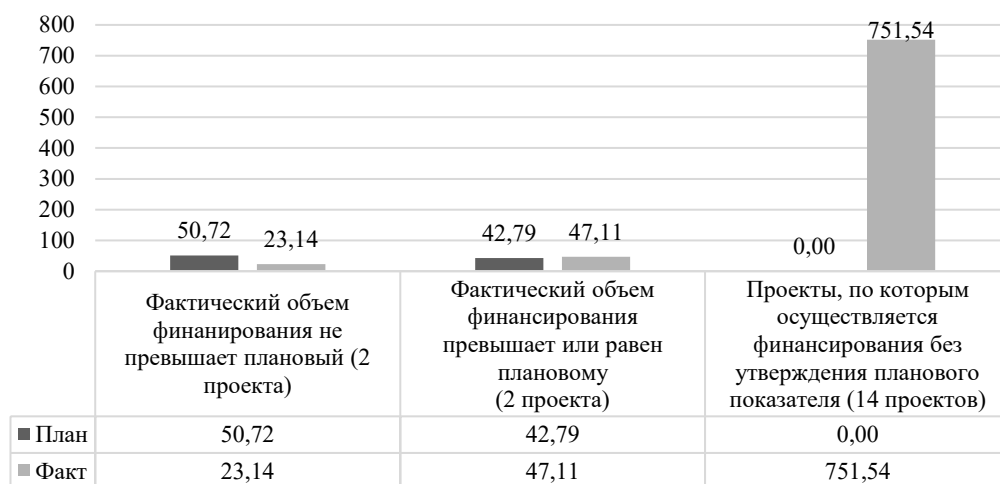 800
700
600
500
400
300
200
100
0
50,72
23,14
42,79
47,11
0,00
751,54
Фактический объем
финанирования не
превышает плановый (2
проекта)
Фактический объем
финансирования
превышает или равен
плановому
(2 проекта)
Проекты, по которым
осуществляется
финансирования без
утверждения планового
показателя (14 проектов)
План 50,72 42,79 0,00
Факт 23,14 47,11 751,54